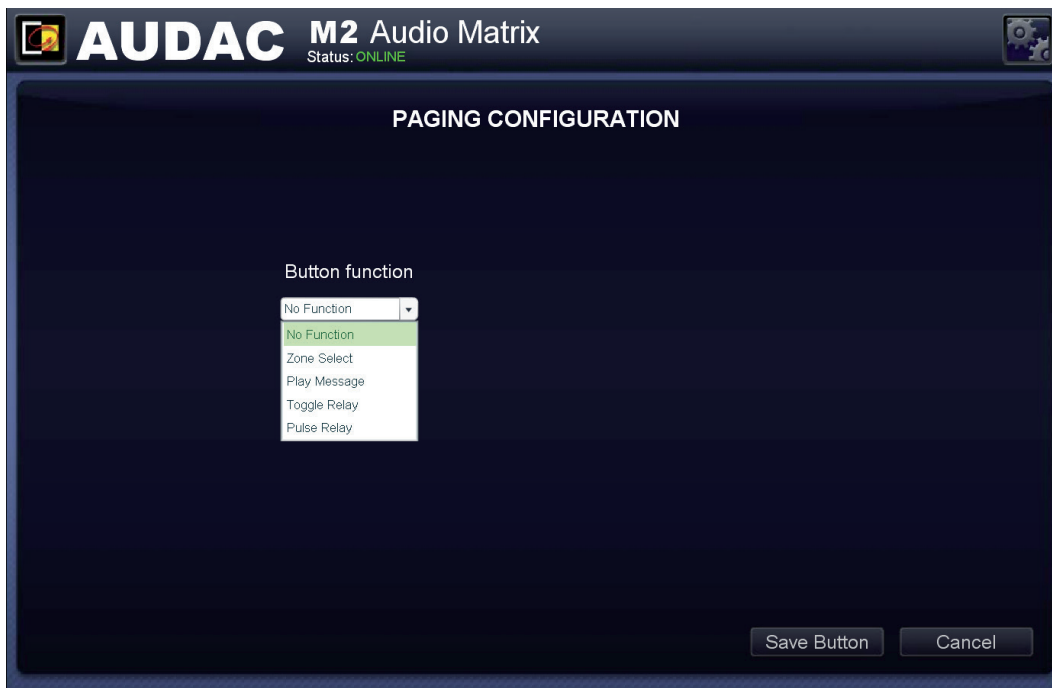 AUDAC M2 Audio Matrix
Status: ONLINE
PAGING CONFIGURATION
Button function
No Function
No Function
Zone Select
Play Message
Toggle Relay
Pulse Relay
Save Button Cancel